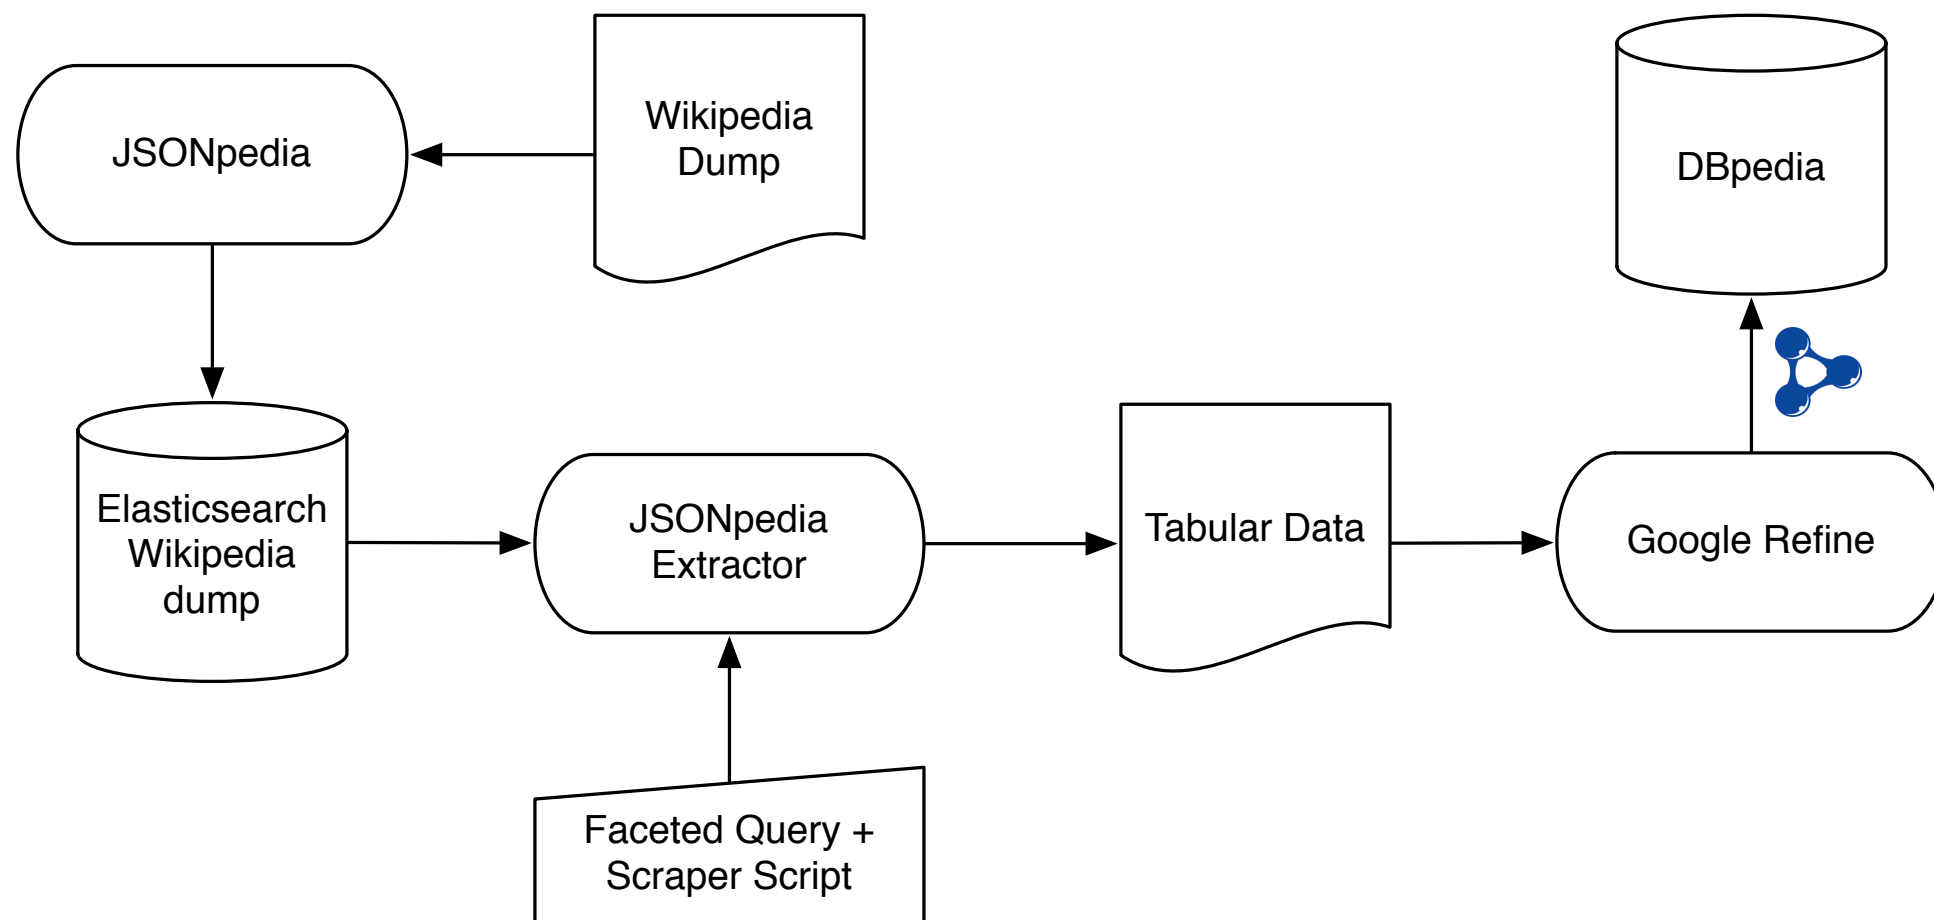 JSONpedia
Wikipedia
Dump
DBpedia
Elasticsearch
Wikipedia
dump
JSONpedia
Extractor
Tabular Data
Google Refine
Faceted Query +
Scraper Script